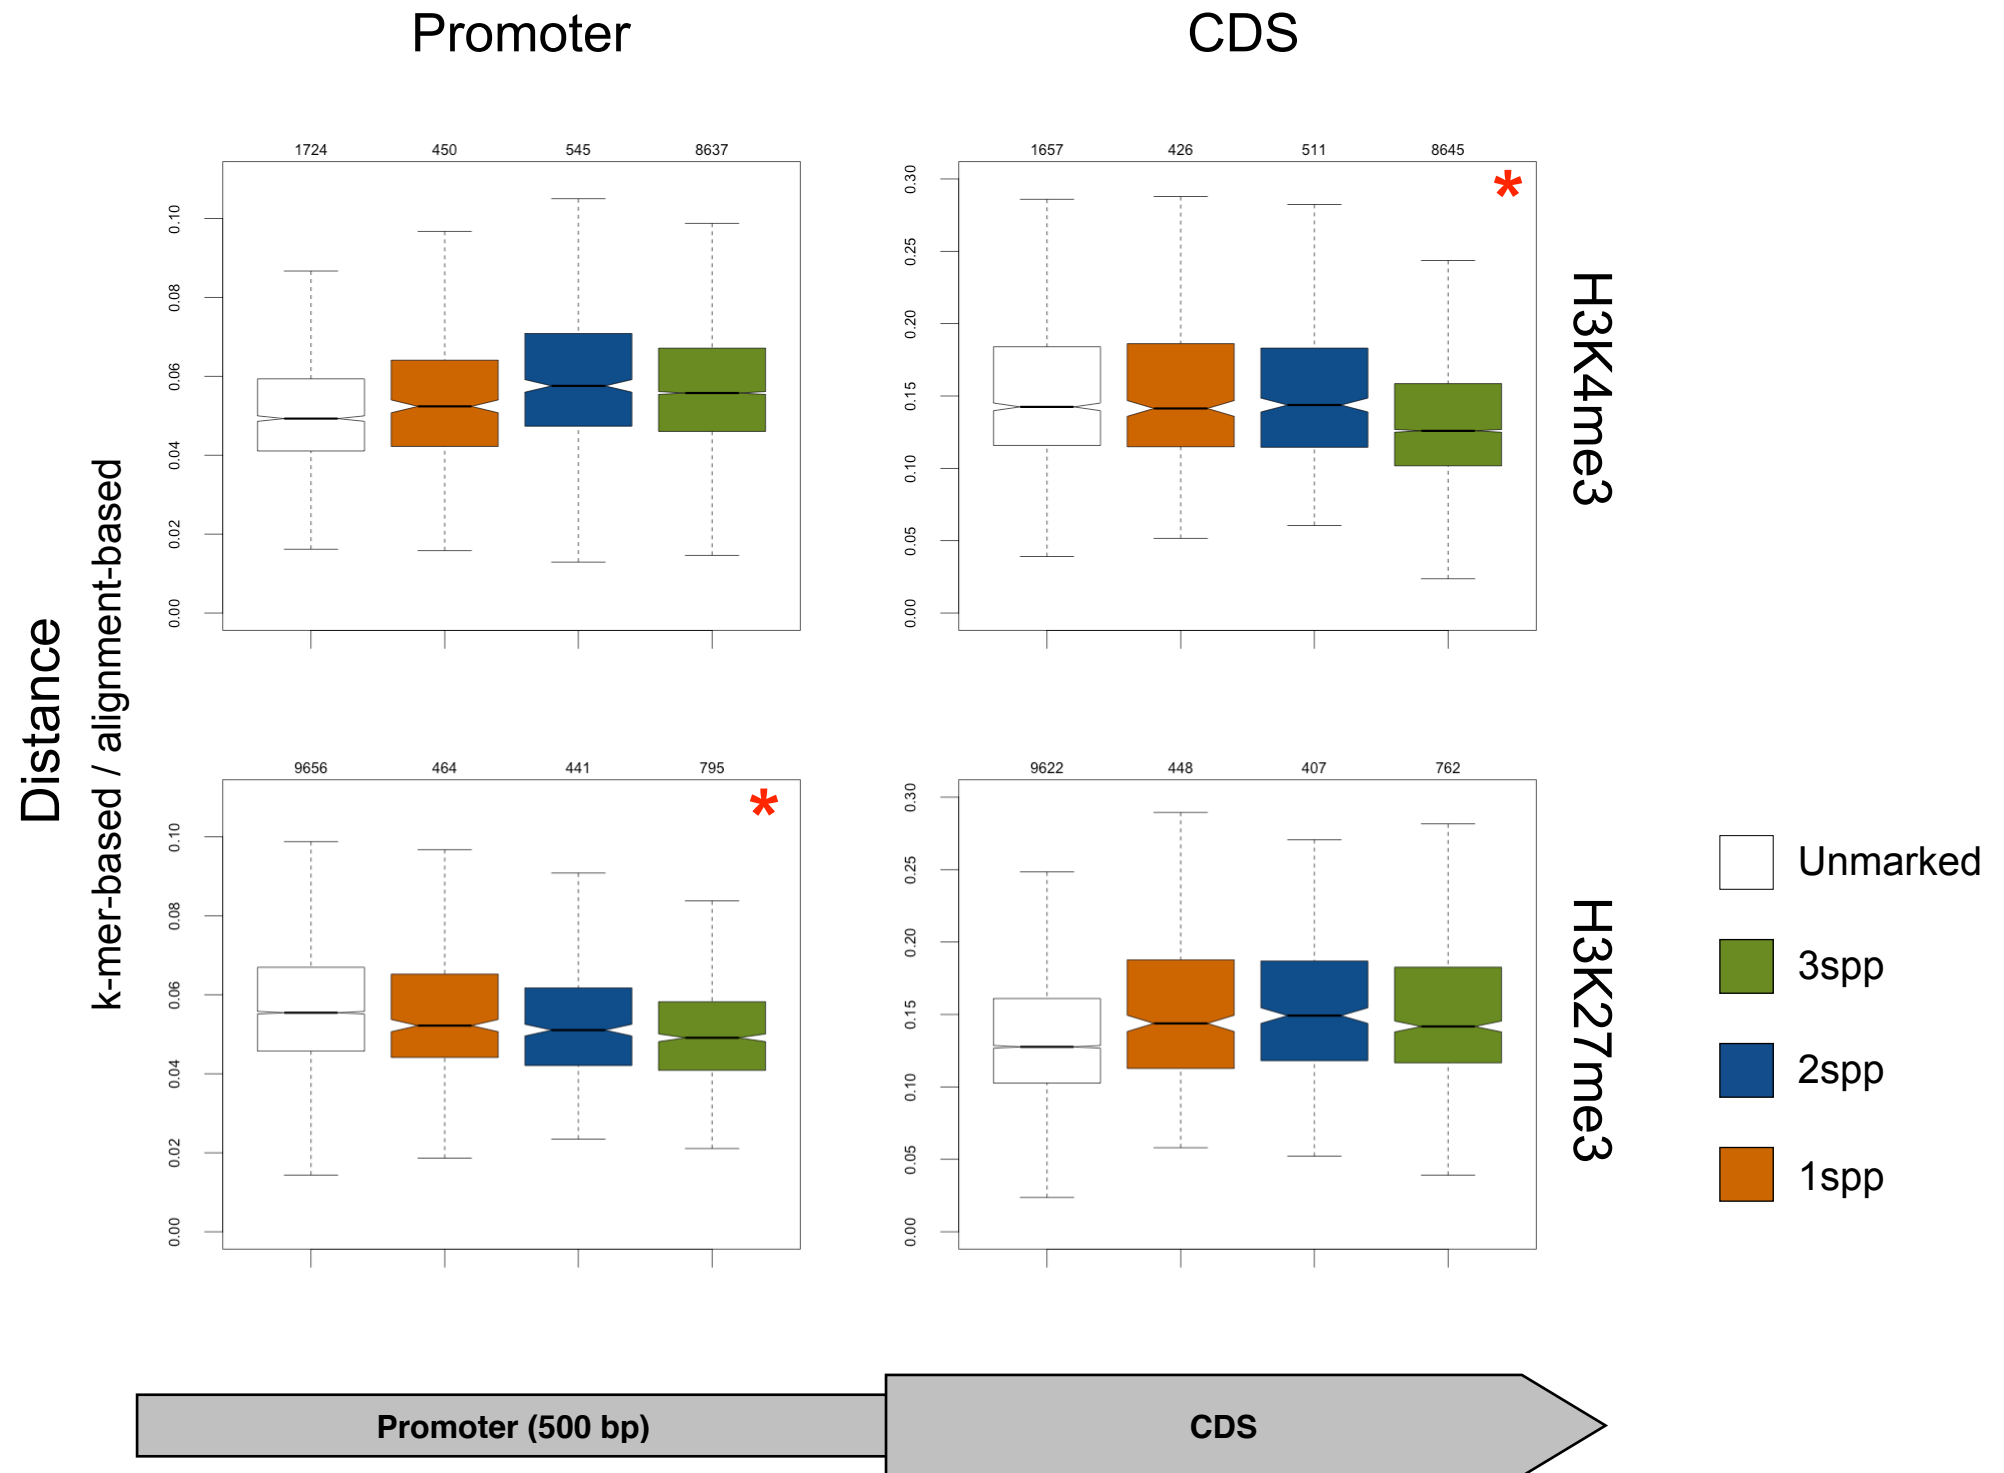 Promoter
CDS
1724 450 545 8637
1657 426 511 8645
0.10
0.08
0.06
0.04
0.02
0.00
0.30
0.25
0.20
0.15
0.10
0.05
0.00
*
H3K4me3
Distance
k-mer-based / alignment-based
9656 464 441 795
9622 448 407 762
0.10
0.08
0.06
0.04
0.02
0.00
*
0.30
0.25
0.20
0.15
0.10
0.05
0.00
H3K27me3
Unmarked
3spp
2spp
1spp
Promoter (500 bp)
CDS